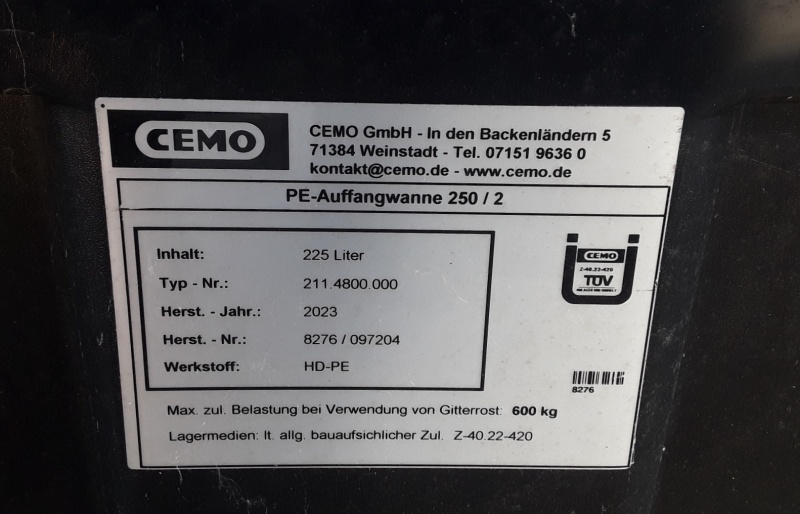 CEMO
CEMO GmbH - In den Backenländern 5
71384 Weinstadt - Tel. 07151 9636 0
kontakt@cemo.de - www.cemo.de
PE-Auffangwanne 250 / 2
Inhalt: 225 Liter
Typ - Nr.: 211.4800.000
Herst. - Jahr.: 2023
Herst. - Nr.: 8276 / 097204
Werkstoff: HD-PE
CEMO
Z-40.22-420
TÜV
8276
Max. zul. Belastung bei Verwendung von Gitterrost: 600 kg
Lagermedien: lt. allg. bauaufsichlicher Zul. Z-40.22-420